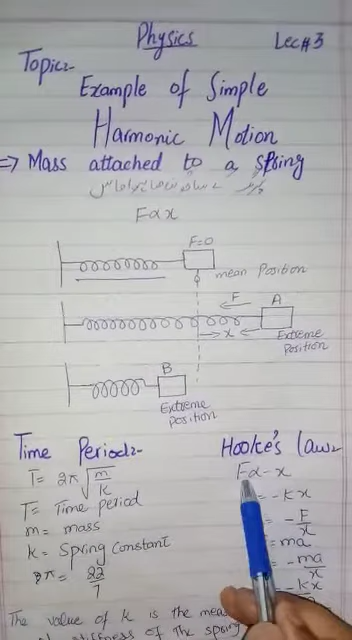 Physics Lec#3
Topic:-
Example of Simple
Harmonic Motion
=> Mass attached to a spring
F∝x
F=0
mean Position
O
F A
x Extreme
Position
B
Extreme
Position
Time Period:- Hooke's Law:-
T= 2π√m/k F∝-x
T= Time period = -kx
m= mass = -F/x
k= Spring Constant = ma
π= 22/7 = -ma/x
-kx
The value of k is the
stiffness of the spring